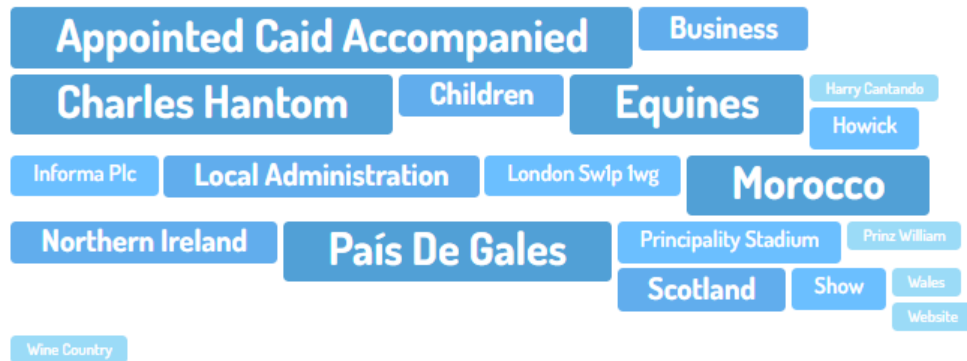 Appointed Caid Accompanied
Business
Charles Hantom
Children
Equines
Harry Cantando
Howick
Informa Plc
Local Administration
London Sw1p 1wg
Morocco
Northern Ireland
País De Gales
Principality Stadium
Prinz William
Scotland
Show
Wales
Website
Wine Country